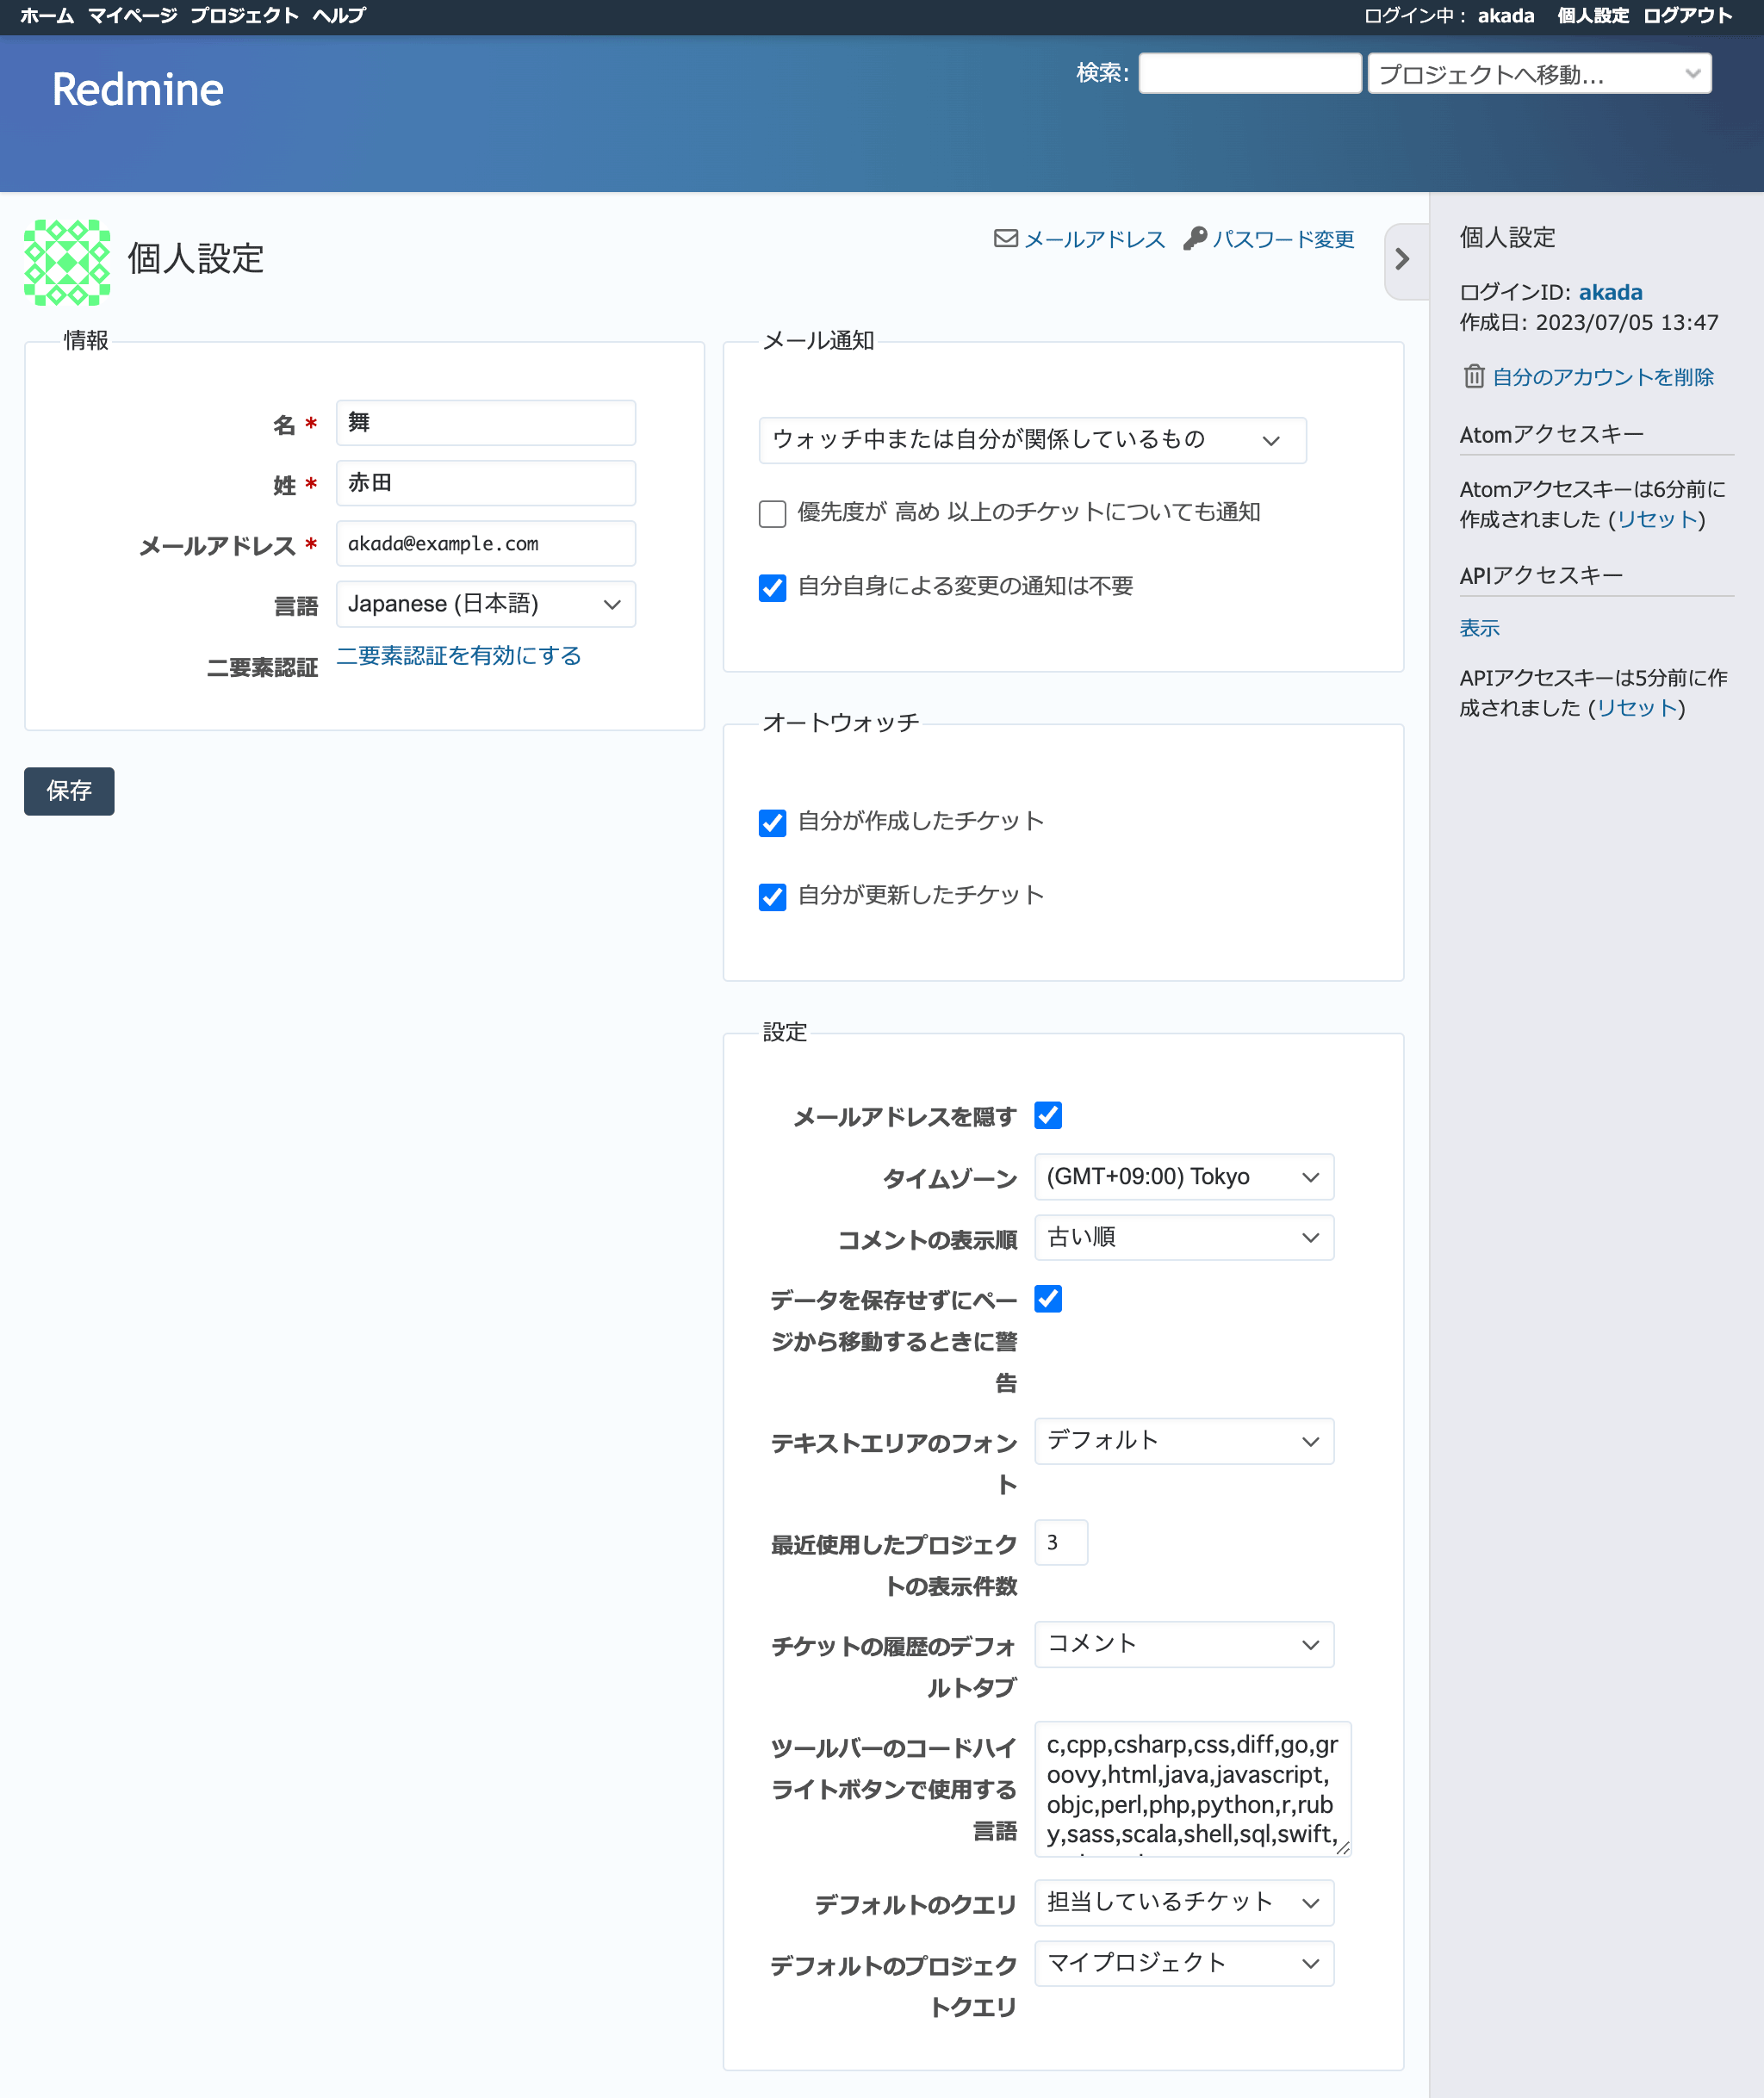 ホーム マイページ プロジェクト ヘルプ
ログイン中: akada 個人設定 ログアウト
Redmine
検索:
プロジェクトへ移動...
個人設定
メールアドレス パスワード変更
情報
名 *
舞
姓 *
赤田
メールアドレス *
akada@example.com
言語
Japanese (日本語)
二要素認証
二要素認証を有効にする
保存
メール通知
ウォッチ中または自分が関係しているもの
優先度が 高め 以上のチケットについても通知
自分自身による変更の通知は不要
オートウォッチ
自分が作成したチケット
自分が更新したチケット
設定
メールアドレスを隠す
タイムゾーン
(GMT+09:00) Tokyo
コメントの表示順
古い順
データを保存せずにペー
ジから移動するときに警
告
テキストエリアのフォン
ト
デフォルト
最近使用したプロジェク
トの表示件数
3
チケットの履歴のデフォ
ルトタブ
コメント
ツールバーのコードハイ
ライトボタンで使用する
言語
c,cpp,csharp,css,diff,go,gr
oovy,html,java,javascript,
objc,perl,php,python,r,rub
y,sass,scala,shell,sql,swift,
デフォルトのクエリ
担当しているチケット
デフォルトのプロジェク
トクエリ
マイプロジェクト
個人設定
ログインID: akada
作成日: 2023/07/05 13:47
自分のアカウントを削除
Atomアクセスキー
Atomアクセスキーは6分前に
作成されました (リセット)
APIアクセスキー
表示
APIアクセスキーは5分前に作
成されました (リセット)